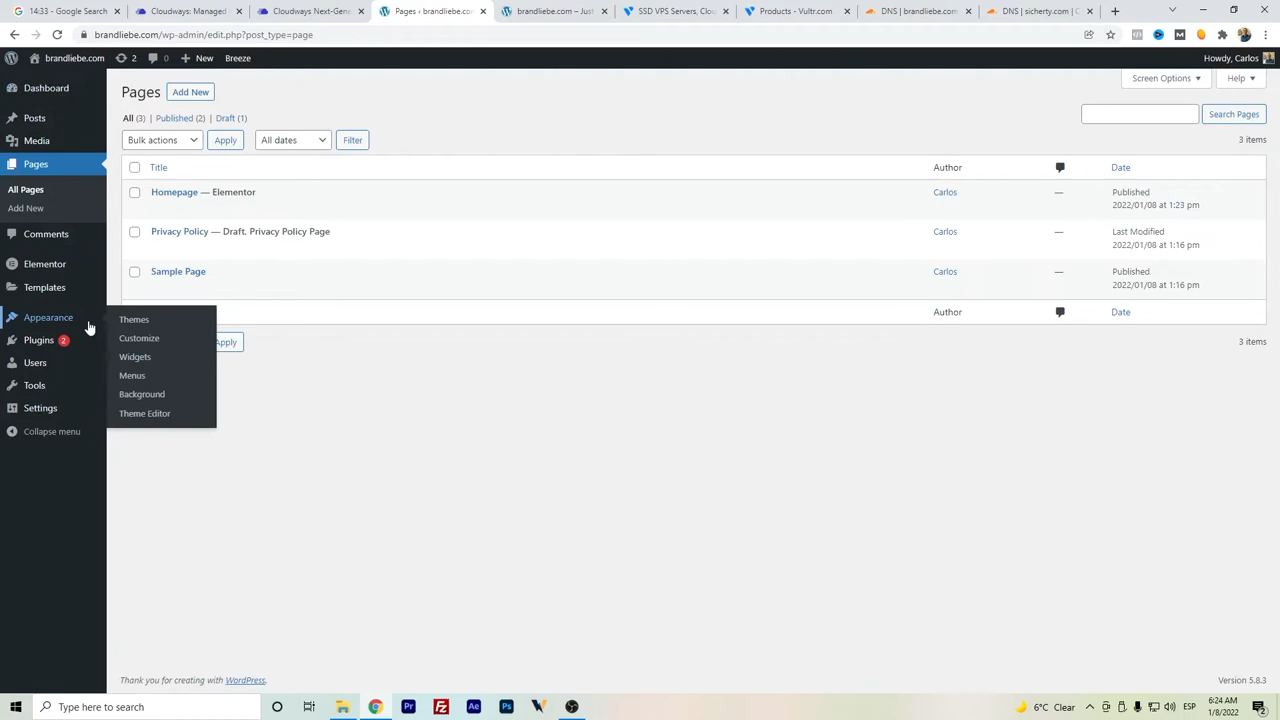 14:33 - Google Search
Cloudways: Managed
Cloudways Next-Gene
Pages ‹ brandliebe.com
brandliebe.com – Just
SSD VPS Servers, Clou
Products - Vultr.com
DNS | brandliebe.com
DNS | sicherty.com | C
brandliebe.com/wp-admin/edit.php?post_type=page
brandliebe.com
2
0
New
Breeze
Howdy, Carlos
Dashboard
Posts
Media
Pages
All Pages
Add New
Comments
Elementor
Templates
Appearance
Plugins 2
Users
Tools
Settings
Collapse menu
Themes
Customize
Widgets
Menus
Background
Theme Editor
Pages
Add New
Screen Options
Help
All (3) | Published (2) | Draft (1)
Search Pages
Bulk actions
Apply
All dates
Filter
3 items
Title
Author
Date
Homepage — Elementor
Carlos
—
Published
2022/01/08 at 1:23 pm
Privacy Policy — Draft, Privacy Policy Page
Carlos
—
Last Modified
2022/01/08 at 1:16 pm
Sample Page
Carlos
—
Published
2022/01/08 at 1:16 pm
Author
Date
Apply
3 items
Thank you for creating with WordPress.
Version 5.8.3
Type here to search
6°C Clear
ESP
6:24 AM
1/8/2022
2